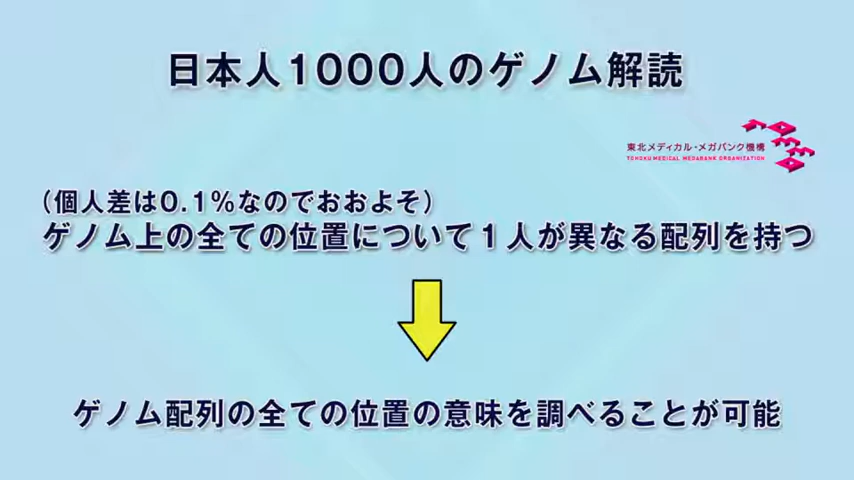 日本人1000人のゲノム解読
東北メディカル・メガバンク機構
TOHOKU MEDICAL MEGABANK ORGANIZATION
（個人差は0.1％なのでおおよそ）
ゲノム上の全ての位置について１人が異なる配列を持つ
ゲノム配列の全ての位置の意味を調べることが可能